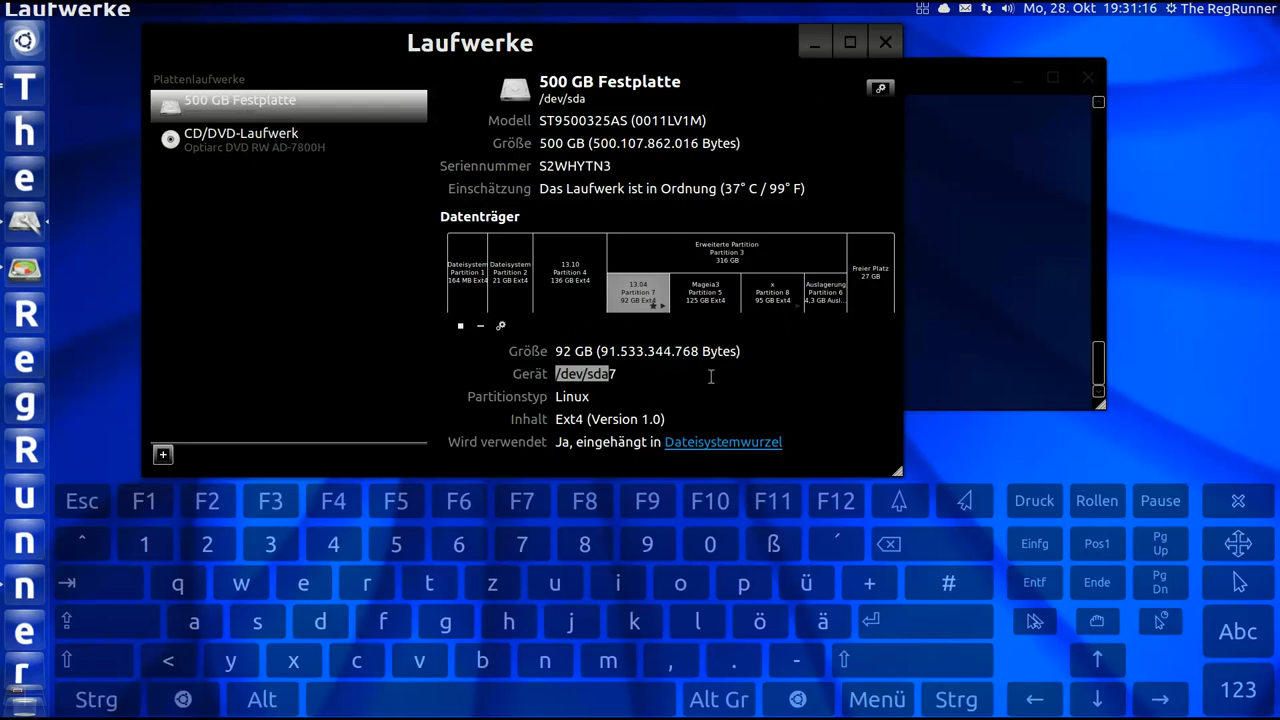 Laufwerke
Mo, 28. Okt 19:31:16 The RegRunner
T
h
e
R
e
g
R
u
n
n
e
r
Laufwerke
Plattenlaufwerke
500 GB Festplatte
CD/DVD-Laufwerk
Optiarc DVD RW AD-7800H
500 GB Festplatte
/dev/sda
Modell ST9500325AS (0011LV1M)
Größe 500 GB (500.107.862.016 Bytes)
Seriennummer S2WHYTN3
Einschätzung Das Laufwerk ist in Ordnung (37° C / 99° F)
Datenträger
Dateisystem
Partition 1
164 MB Ext4
Dateisystem
Partition 2
21 GB Ext4
13.10
Partition 4
136 GB Ext4
Erweiterte Partition
Partition 3
316 GB
13.04
Partition 7
92 GB Ext4
Mageia3
Partition 5
125 GB Ext4
x
Partition 8
95 GB Ext4
Auslagerung
Partition 6
4,3 GB Ausl...
Freier Platz
27 GB
Größe 92 GB (91.533.344.768 Bytes)
Gerät /dev/sda7
Partitionstyp Linux
Inhalt Ext4 (Version 1.0)
Wird verwendet Ja, eingehängt in Dateisystemwurzel
Esc F1 F2 F3 F4 F5 F6 F7 F8 F9 F10 F11 F12 Druck Rollen Pause
^ 1 2 3 4 5 6 7 8 9 0 ß ´ Einfg Pos1 Pg Up
q w e r t z u i o p ü + # Entf Ende Pg Dn
a s d f g h j k l ö ä Abc
< y x c v b n m , . -
Strg Alt Alt Gr Menü Strg 123